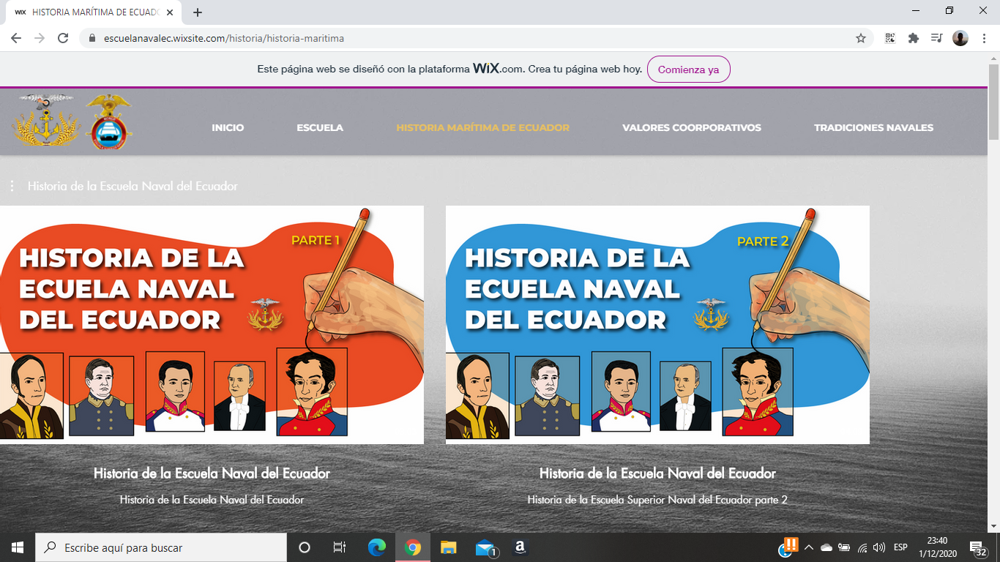 WIX HISTORIA MARÍTIMA DE ECUADO
escuelanavalec.wixsite.com/historia/historia-maritima
Este página web se diseñó con la plataforma WiX.com. Crea tu página web hoy. Comienza ya
INICIO ESCUELA HISTORIA MARÍTIMA DE ECUADOR VALORES COORPORATIVOS TRADICIONES NAVALES
Historia de la Escuela Naval del Ecuador
PARTE 1
HISTORIA DE LA
ECUELA NAVAL
DEL ECUADOR
PARTE 2
HISTORIA DE LA
ECUELA NAVAL
DEL ECUADOR
Historia de la Escuela Naval del Ecuador
Historia de la Escuela Naval del Ecuador
Historia de la Escuela Naval del Ecuador
Historia de la Escuela Superior Naval del Ecuador parte 2
Escribe aquí para buscar
1
ESP
23:40
1/12/2020
32